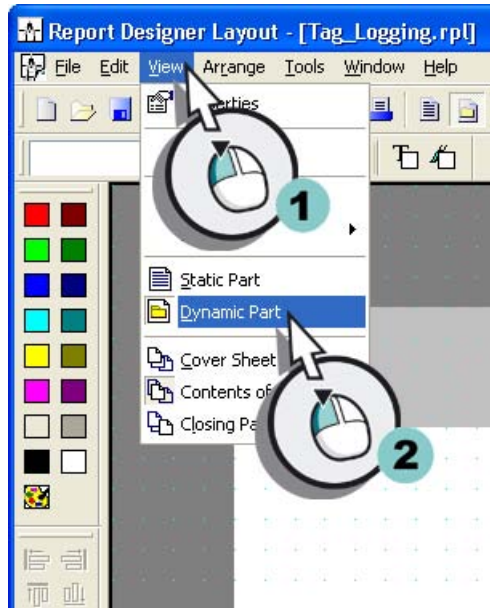 Report Designer Layout - [Tag_Logging.rpl]
File Edit View Arrange Tools Window Help
1
Static Part
Dynamic Part
Cover Sheet
Contents of
Closing
2